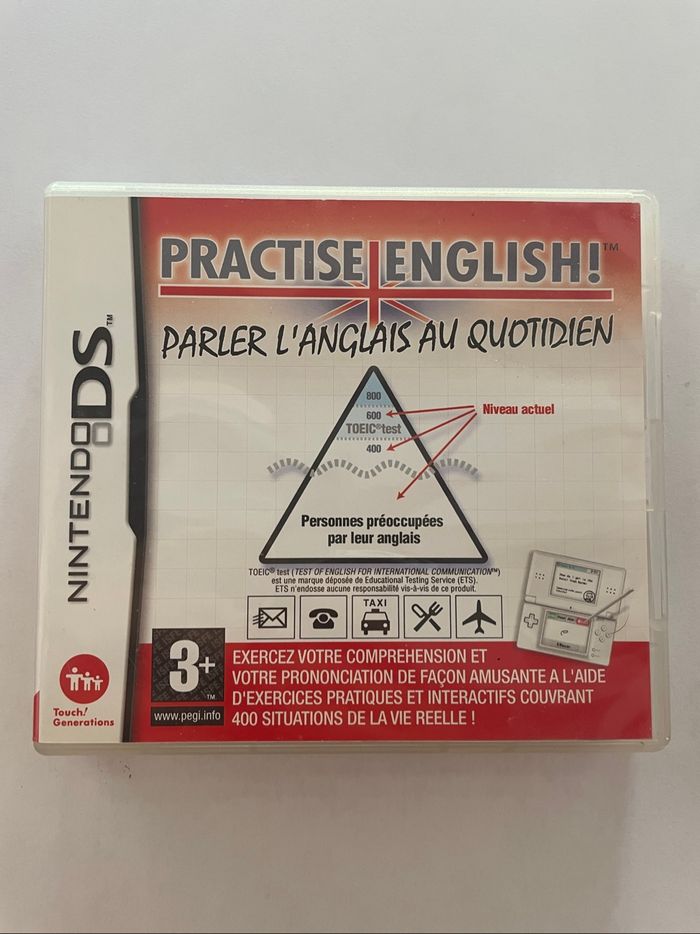 NINTENDO DS™
PRACTISE ENGLISH!™
PARLER L'ANGLAIS AU QUOTIDIEN
800
600
TOEIC® test
400
Niveau actuel
Personnes préoccupées
par leur anglais
TOEIC® test (TEST OF ENGLISH FOR INTERNATIONAL COMMUNICATION™)
est une marque déposée de Educational Testing Service (ETS).
ETS n'endosse aucune responsabilité vis-à-vis de ce produit.
TAXI
3+
™
www.pegi.info
EXERCEZ VOTRE COMPREHENSION ET
VOTRE PRONONCIATION DE FAÇON AMUSANTE A L'AIDE
D'EXERCICES PRATIQUES ET INTERACTIFS COUVRANT
400 SITUATIONS DE LA VIE REELLE !
Touch!
Generations